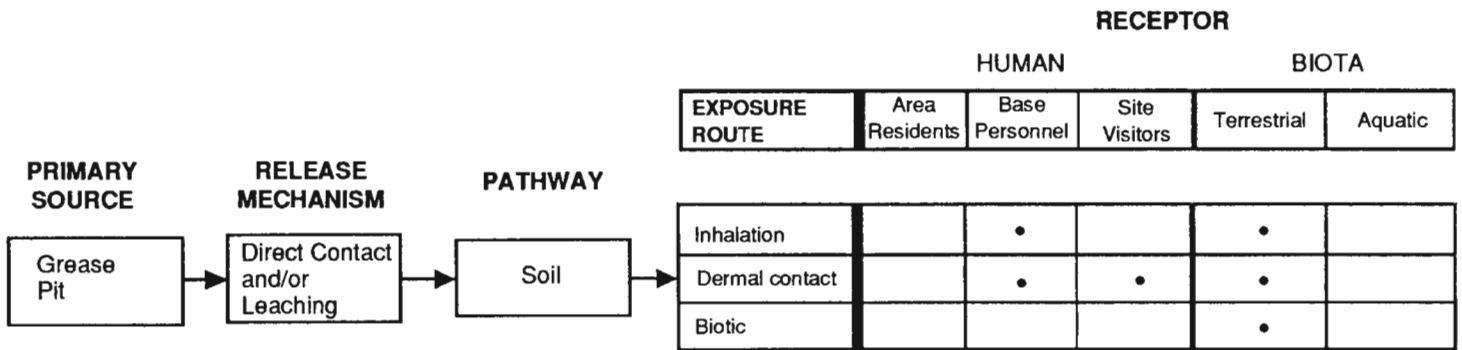 RECEPTOR
HUMAN BIOTA
EXPOSURE ROUTE Area Residents Base Personnel Site Visitors Terrestrial Aquatic
PRIMARY SOURCE
RELEASE MECHANISM
PATHWAY
Grease
Pit
Direct Contact
and/or
Leaching
Soil
Inhalation • •
Dermal contact • • •
Biotic •